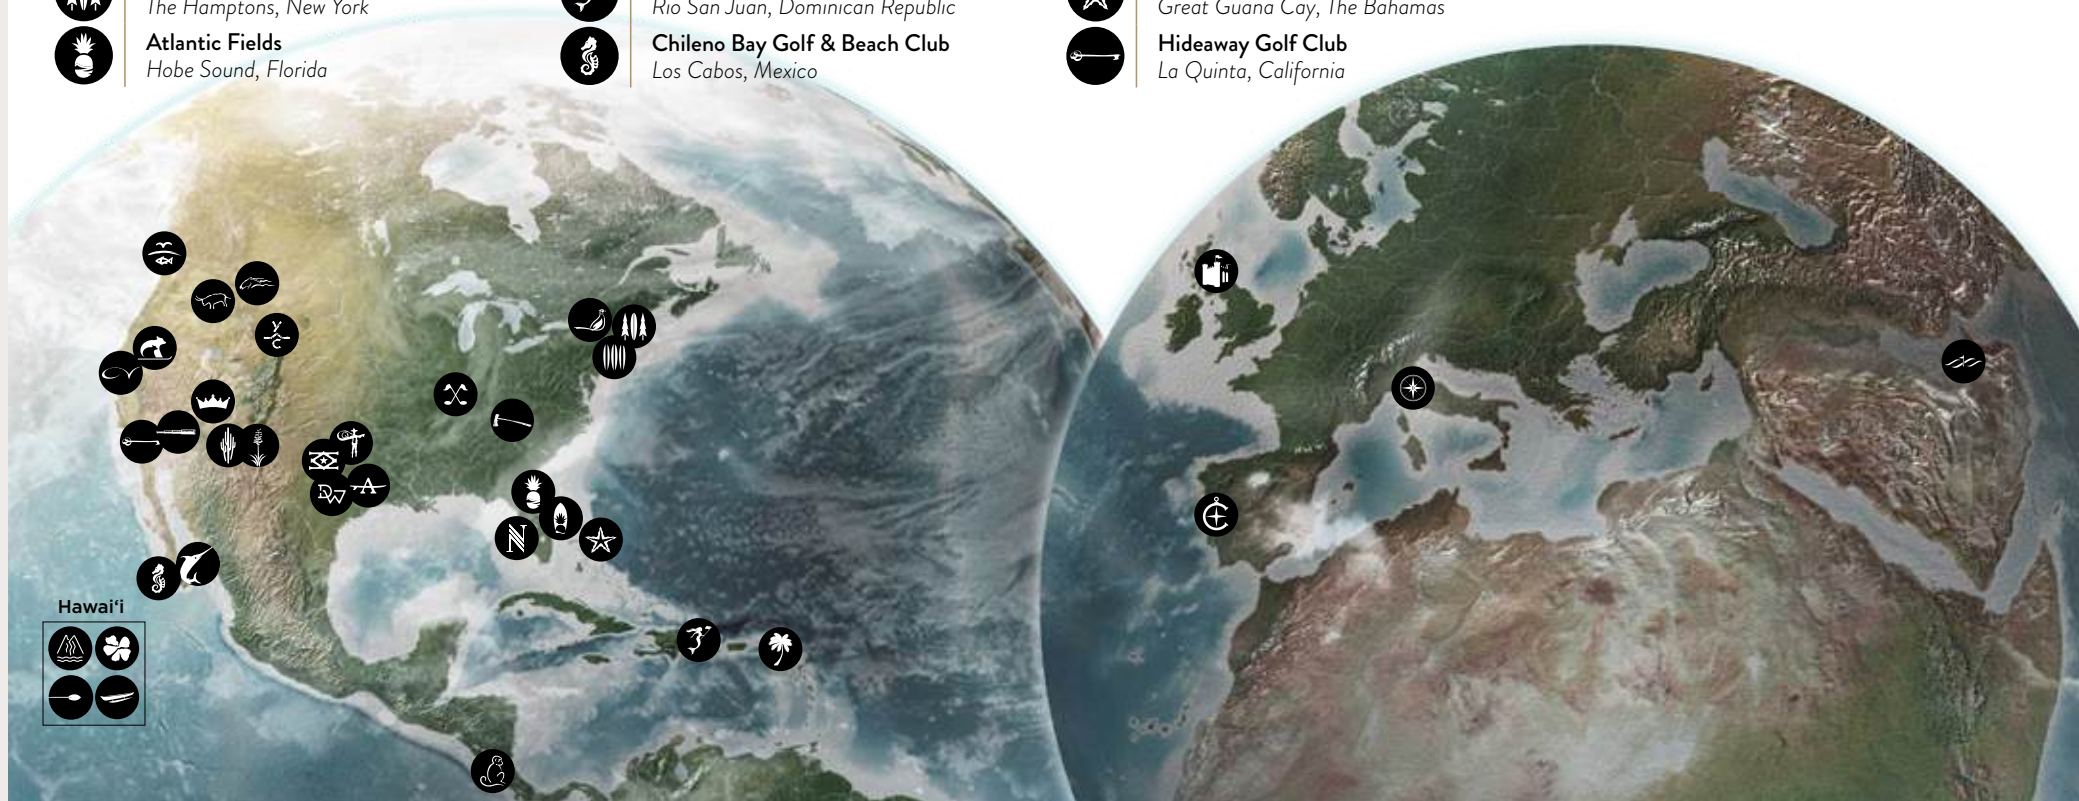 The Hamptons, New York
Rio San Juan, Dominican Republic
Great Guana Cay, The Bahamas
Atlantic Fields
Hobe Sound, Florida
Chileno Bay Golf & Beach Club
Los Cabos, Mexico
Hideaway Golf Club
La Quinta, California
Y
C
A
DW
N
C
Hawai‘i